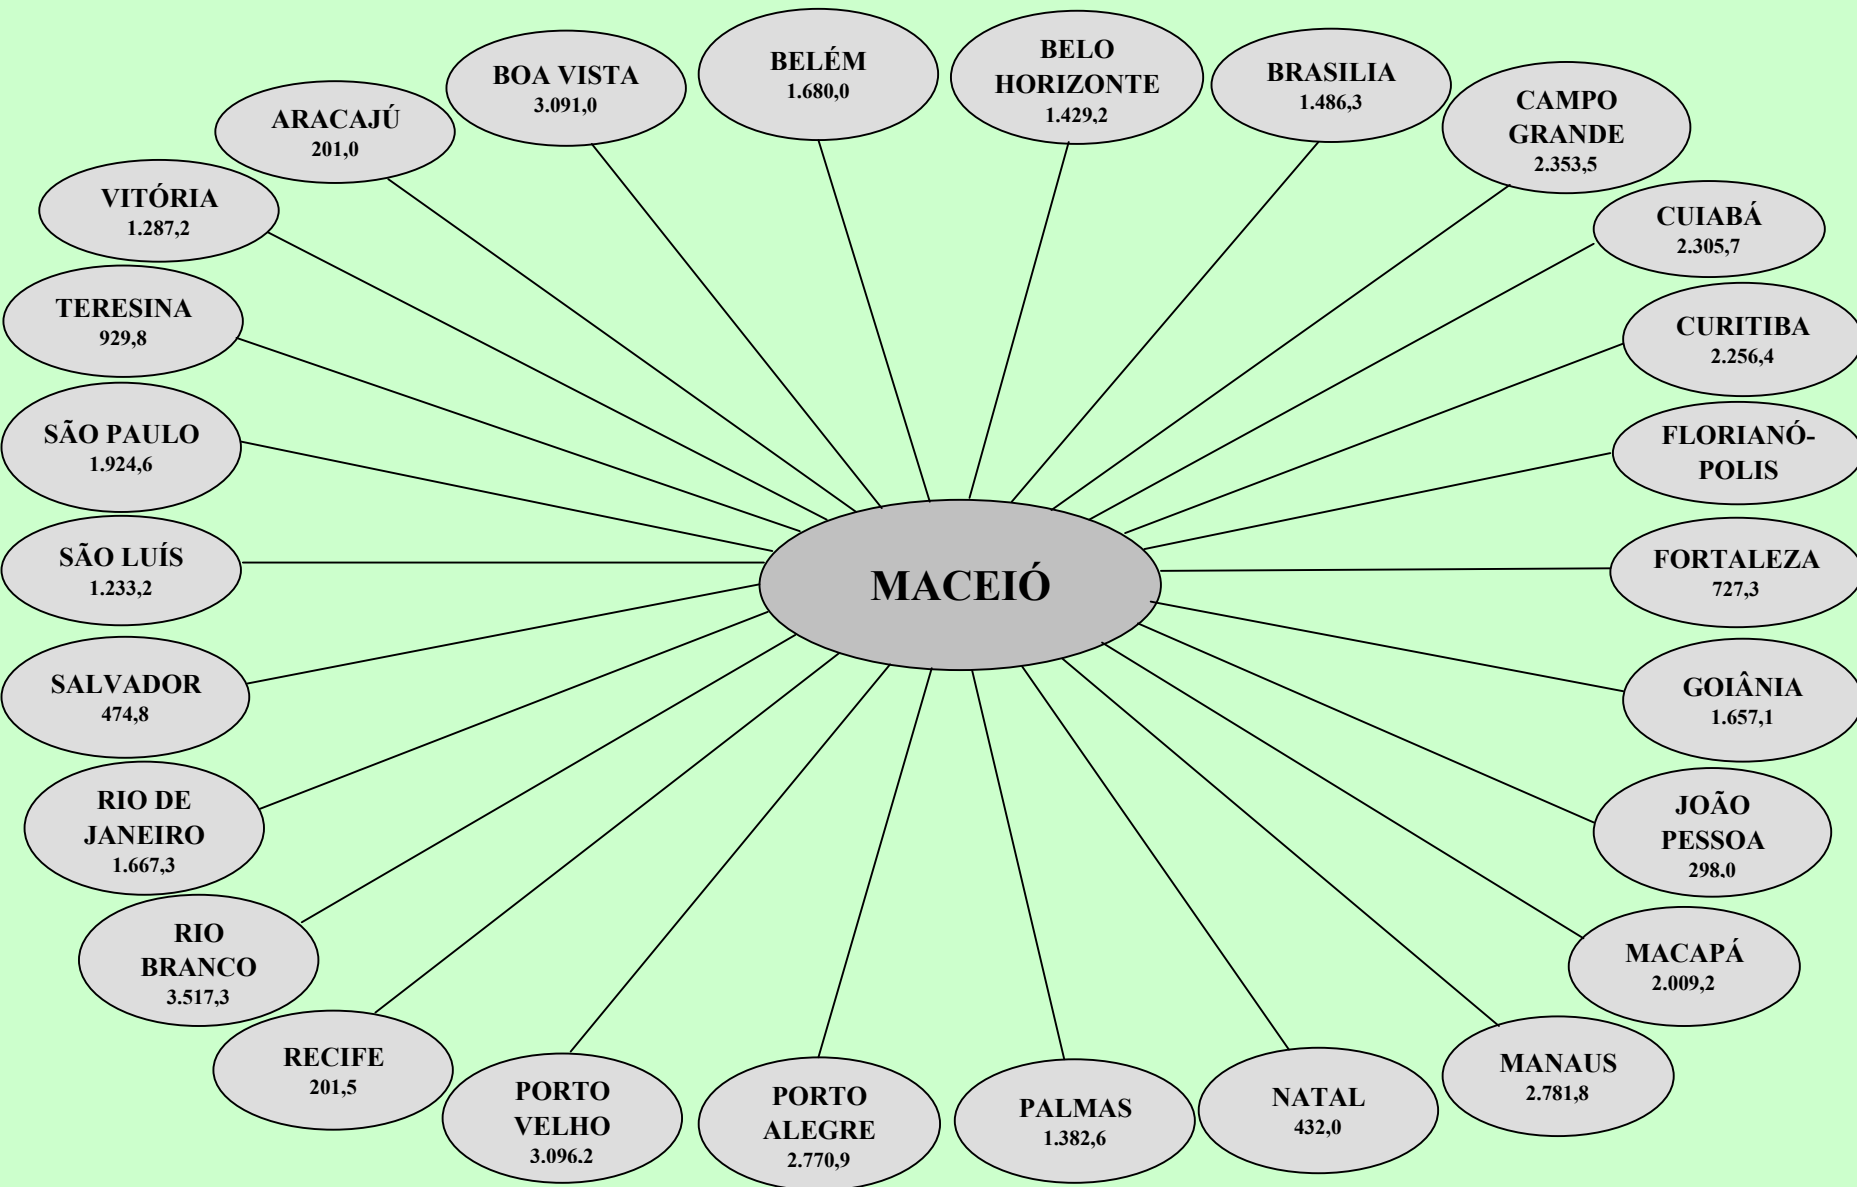 BELÉM
1.680,0
BELO
HORIZONTE
1.429,2
BRASILIA
1.486,3
CAMPO
GRANDE
2.353,5
CUIABÁ
2.305,7
CURITIBA
2.256,4
FLORIANÓ-
POLIS
FORTALEZA
727,3
GOIÂNIA
1.657,1
JOÃO
PESSOA
298,0
MACAPÁ
2.009,2
MANAUS
2.781,8
NATAL
432,0
PALMAS
1.382,6
PORTO
ALEGRE
2.770,9
PORTO
VELHO
3.096,2
RECIFE
201,5
RIO
BRANCO
3.517,3
RIO DE
JANEIRO
1.667,3
SALVADOR
474,8
SÃO LUÍS
1.233,2
SÃO PAULO
1.924,6
TERESINA
929,8
VITÓRIA
1.287,2
ARACAJÚ
201,0
BOA VISTA
3.091,0
MACEIÓ